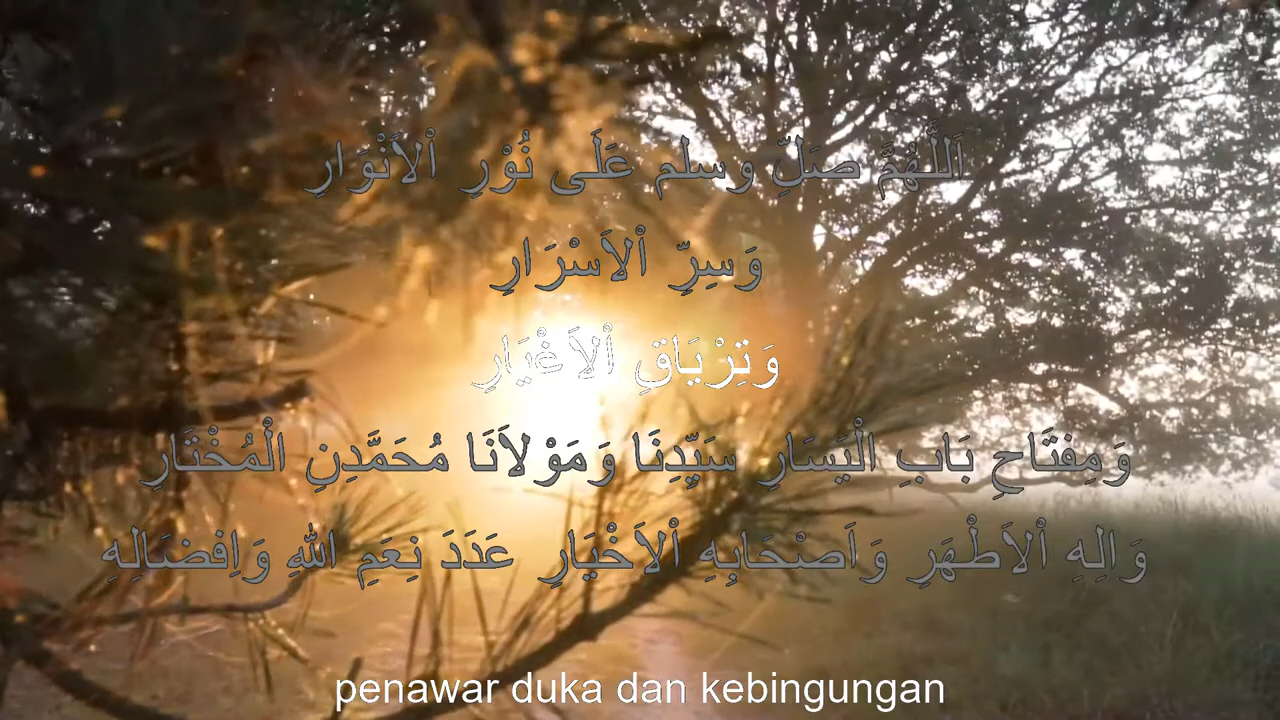 اَللَّهُمَّ صَلِّ وسلم عَلَى نُوْرِ اْلاَنْوَارِ
وَسِرِّ اْلاَسْرَارِ
وَتِرْيَاقِ اْلاَغْيَارِ
وَمِفتَاحِ بَابِ الْيَسَارِ سَيِّدِنَا وَمَوْلاَنَا مُحَمَّدِنِ الْمُخْتَارِ
وَالِهِ اْلاَطْهَرِ وَاَصْحَابِهِ اْلاَخْيَارِ عَدَدَ نِعَمِ اللهِ وَاِفضَالِهِ
penawar duka dan kebingungan